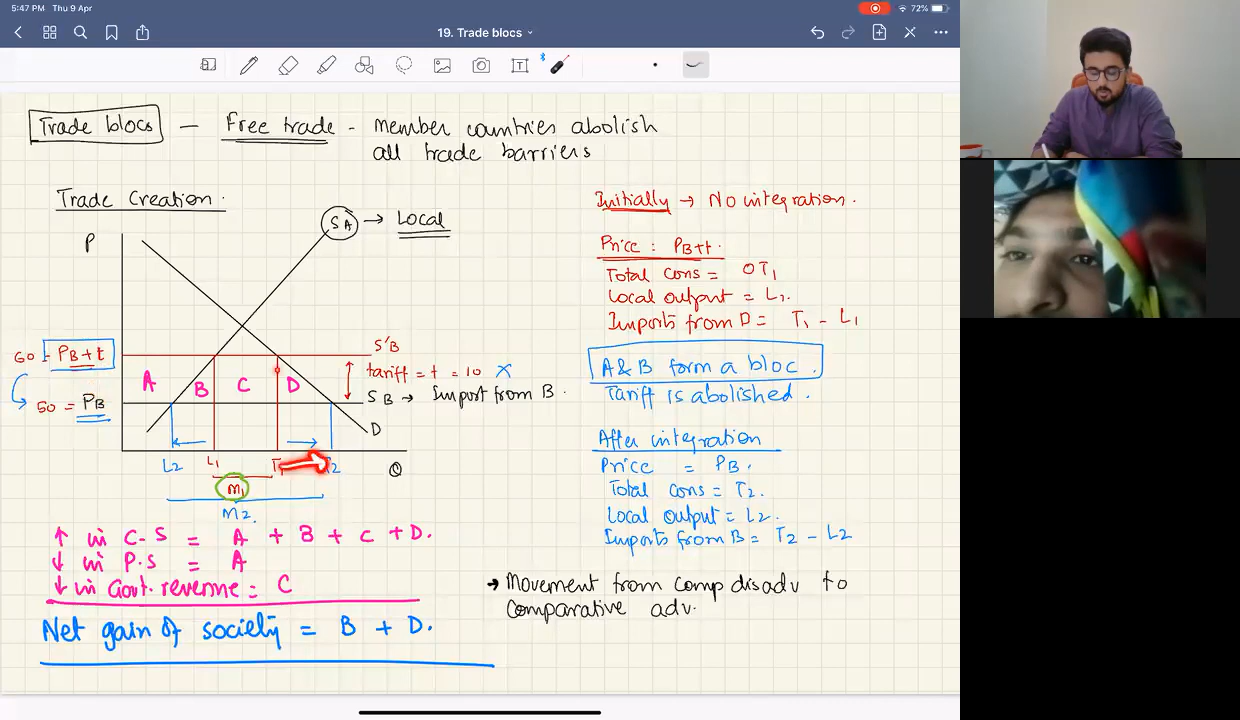 5:47 PM Thu 9 Apr
72%
19. Trade blocs
Trade blocs - Free trade - member countries abolish
all trade barriers
Trade Creation.
SA → Local
P
60 - PB+t
50 = PB
A
B
C
D
S'B
tariff = t = 10 X
SB → Import from B.
D
L2
L1
T1
T2
Q
M1
M2.
↑ in C.S = A + B + C + D.
↓ in P.S = A
↓ in Govt. revenue = C
Net gain of society = B + D.
Initially → No integration.
Price : PB+t.
Total cons = OT1
Local output = L1.
Imports from D = T1 - L1
A & B form a bloc
Tariff is abolished.
After integration
Price = PB.
Total cons = T2.
Local output = L2.
Imports from B = T2 - L2
→ Movement from comp disadv to
comparative adv.